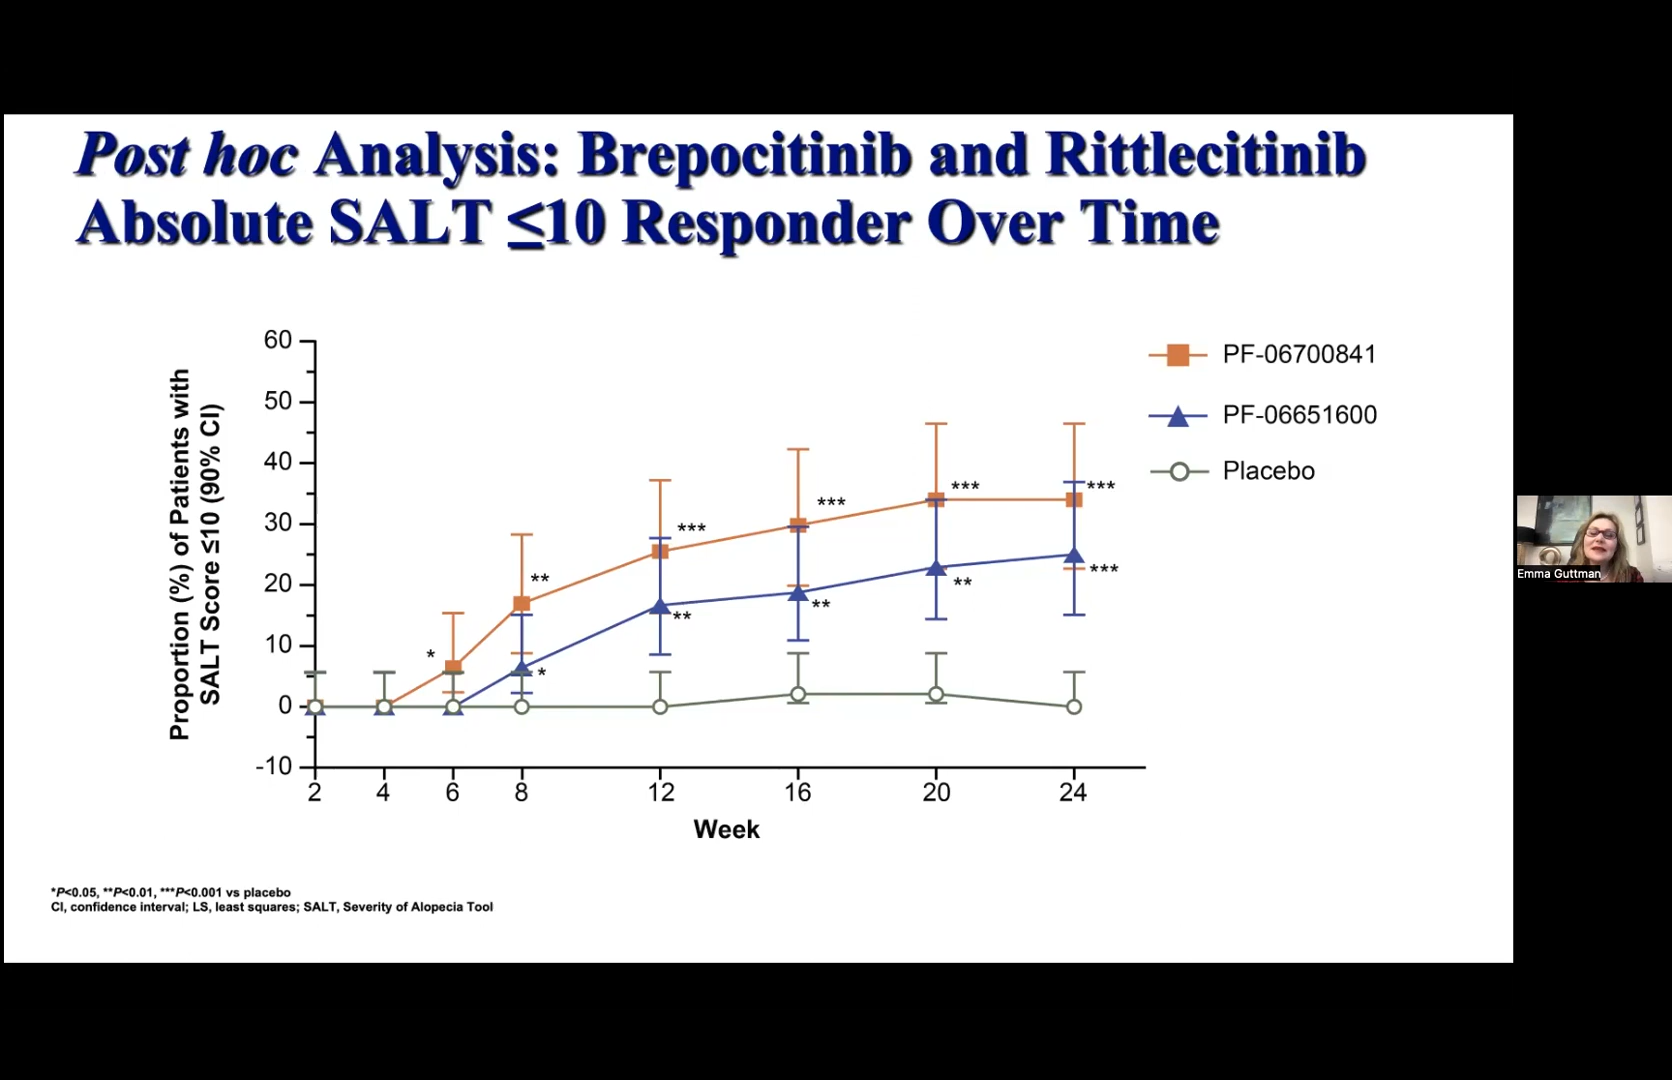 Post hoc Analysis: Brepocitinib and Rittlecitinib
Absolute SALT ≤10 Responder Over Time
Proportion (%) of Patients with
SALT Score ≤10 (90% CI)
60
50
40
30
20
10
0
-10
*
**
***
***
***
***
*
**
**
**
***
2 4 6 8 12 16 20 24
Week
PF-06700841
PF-06651600
Placebo
*P<0.05, **P<0.01, ***P<0.001 vs placebo
CI, confidence interval; LS, least squares; SALT, Severity of Alopecia Tool
Emma Guttman